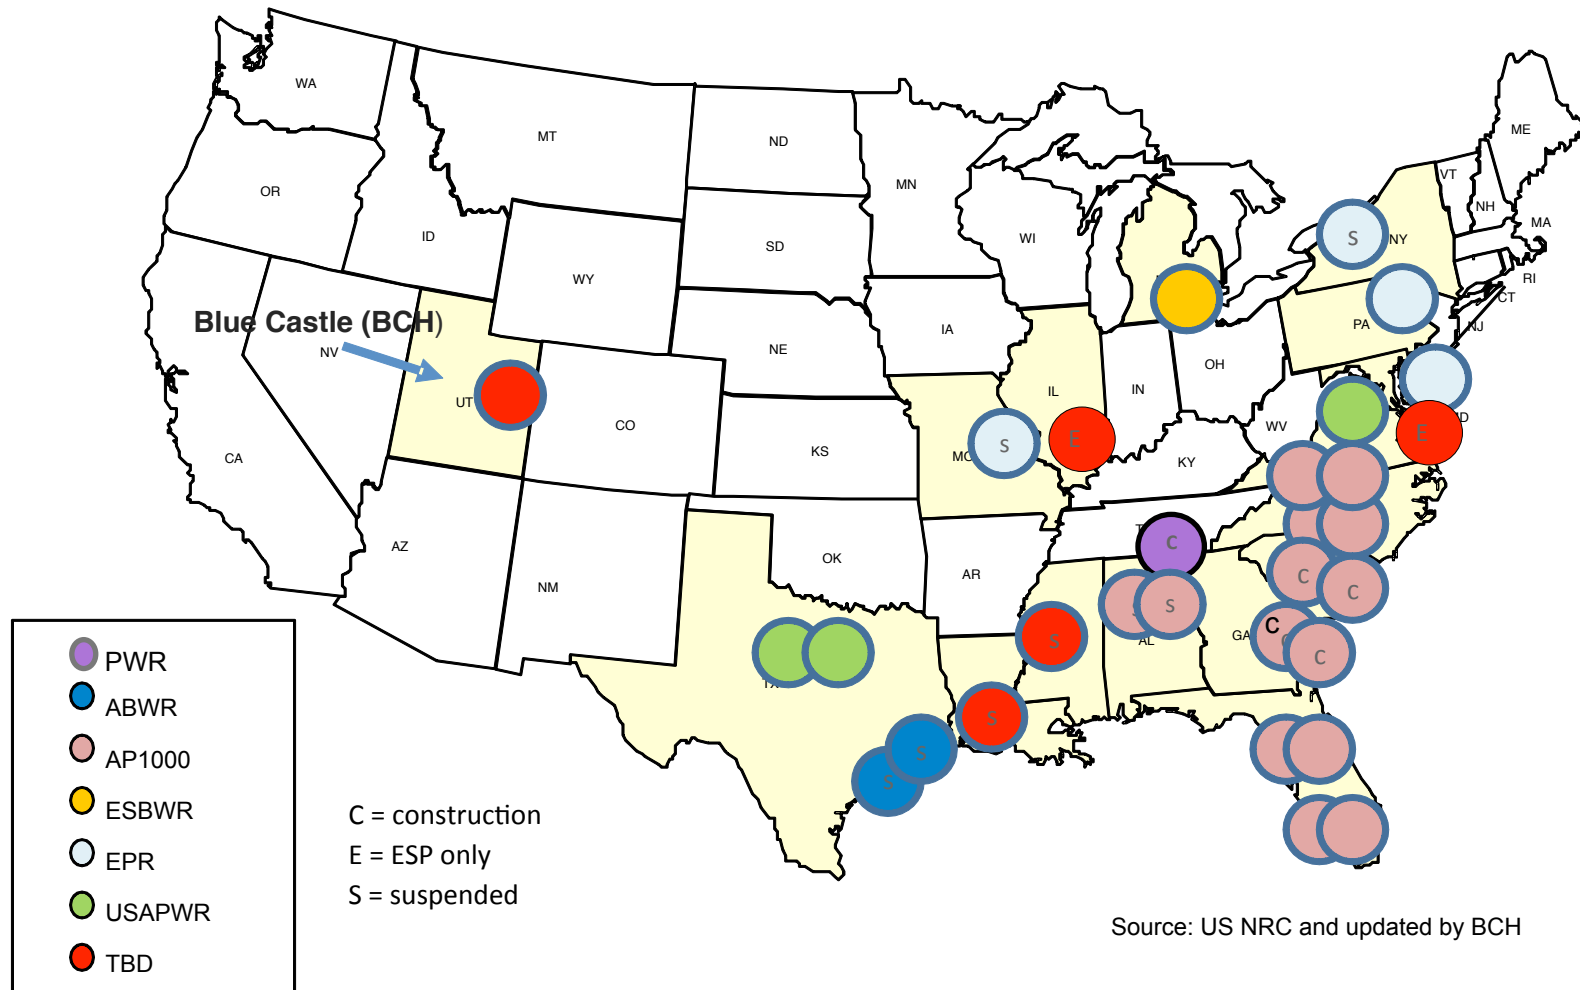 WA
MT
ND
MN
ME
VT
NH
MA
OR
ID
SD
WI
S
NY
WY
RI
CT
Blue Castle (BCH)
NV
NE
IA
PA
NJ
UT
CO
KS
MO
S
IL
E
IN
OH
WV
E
D
KY
CA
AZ
NM
OK
AR
T
C
C
C
S
S
S
AL
GA
C
C
C
TX
S
S
S
PWR
ABWR
AP1000
ESBWR
EPR
USAPWR
TBD
C = construction
E = ESP only
S = suspended
Source: US NRC and updated by BCH